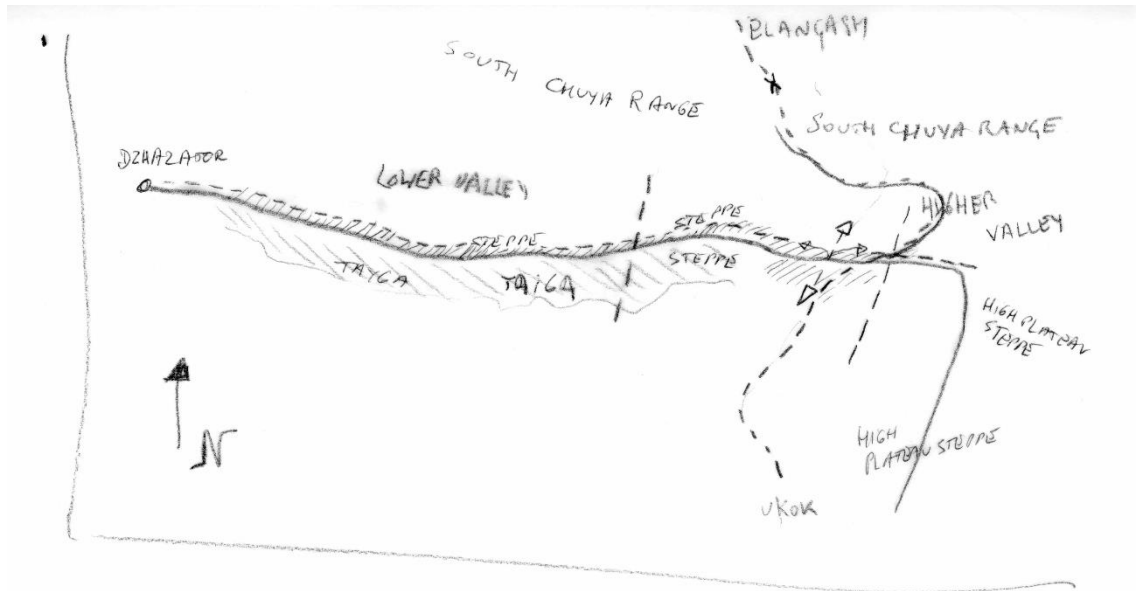 ELANGASH
SOUTH
CHUYA RANGE
SOUTH CHUYA RANGE
DZHAZATOR
LOWER VALLEY
HIGHER
VALLEY
STEPPE
STEPPE
STEPPE
TAYGA
TAIGA
HIGH PLATEAU
STEPPE
HIGH
PLATEAU STEPPE
N
UKOK